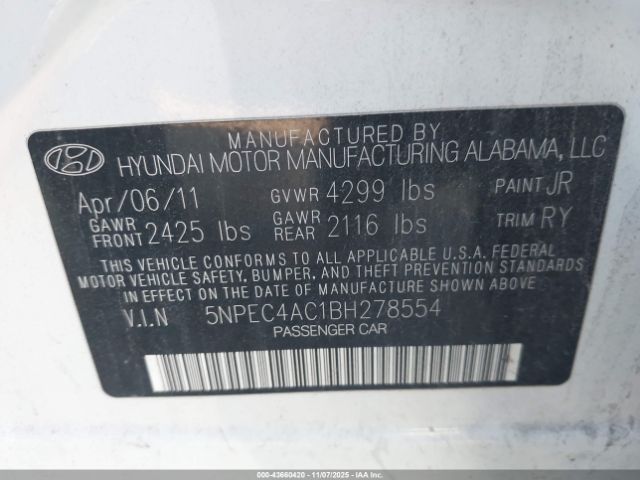 MANUFACTURED BY
HYUNDAI MOTOR MANUFACTURING ALABAMA, LLC
Apr/06/11 GVWR 4299 lbs PAINT JR
GAWR FRONT 2425 lbs GAWR REAR 2116 lbs TRIM RY
THIS VEHICLE CONFORMS TO ALL APPLICABLE U.S.A. FEDERAL
MOTOR VEHICLE SAFETY, BUMPER, AND THEFT PREVENTION STANDARDS
IN EFFECT ON THE DATE OF MANUFACTURE SHOWN ABOVE
V.I.N 5NPEC4AC1BH278554
PASSENGER CAR
000-43660420 - 11/07/2025 - IAAI.COM